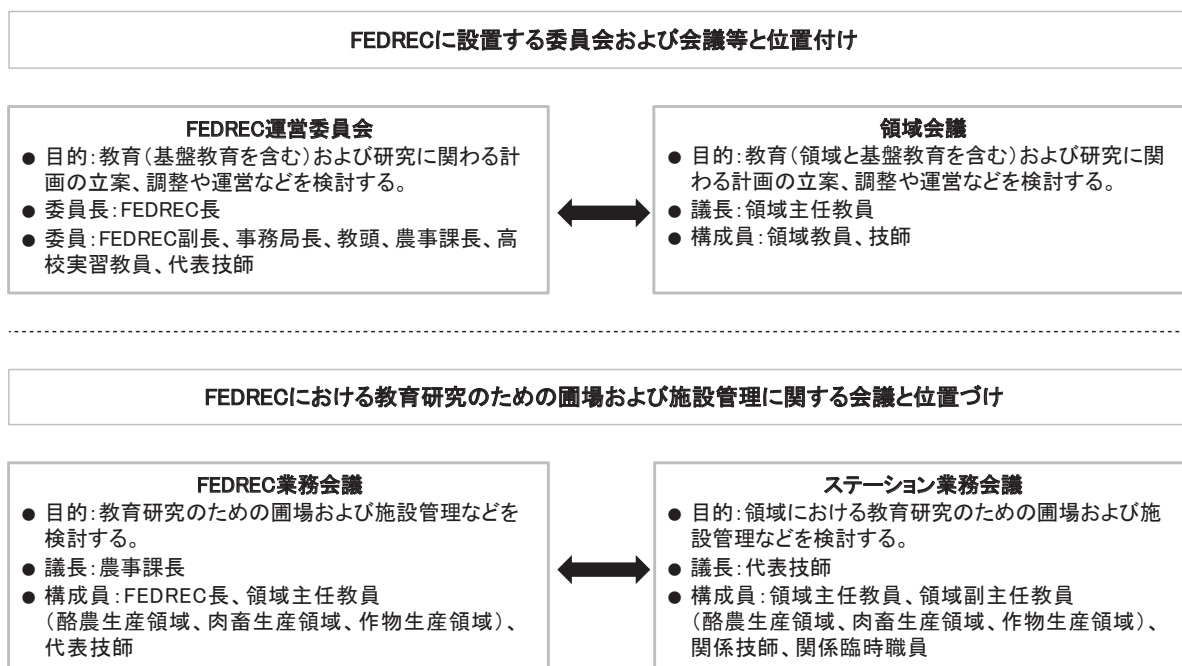 FEDRECに設置する委員会および会議等と位置付け
FEDREC運営委員会
● 目的:教育(基盤教育を含む)および研究に関わる計
画の立案、調整や運営などを検討する。
● 委員長:FEDREC長
● 委員:FEDREC副長、事務局長、教頭、農事課長、高
校実習教員、代表技師
領域会議
● 目的:教育(領域と基盤教育を含む)および研究に関
わる計画の立案、調整や運営などを検討する。
● 議長:領域主任教員
● 構成員:領域教員、技師
FEDRECにおける教育研究のための圃場および施設管理に関する会議と位置づけ
FEDREC業務会議
● 目的:教育研究のための圃場および施設管理などを
検討する。
● 議長:農事課長
● 構成員:FEDREC長、領域主任教員
(酪農生産領域、肉畜生産領域、作物生産領域)、
代表技師
ステーション業務会議
● 目的:領域における教育研究のための圃場および施
設管理などを検討する。
● 議長:代表技師
● 構成員:領域主任教員、領域副主任教員
(酪農生産領域、肉畜生産領域、作物生産領域)、
関係技師、関係臨時職員